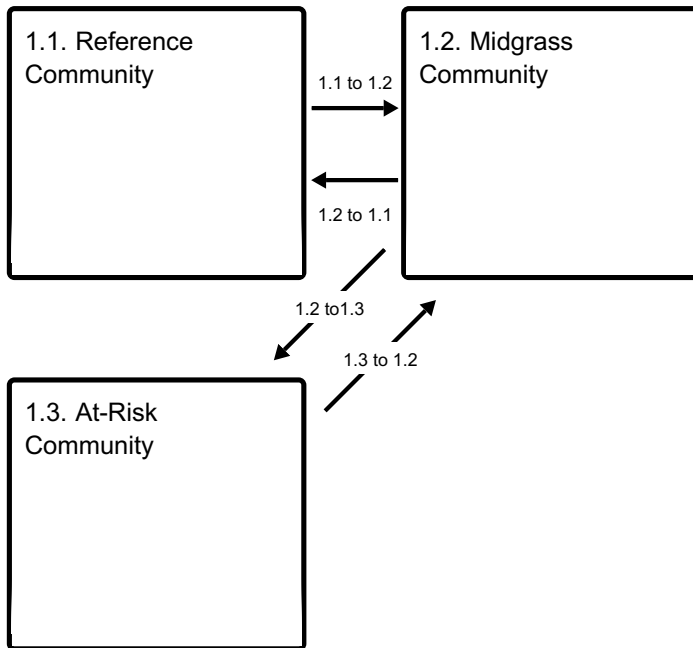 1.1. Reference
Community
1.2. Midgrass
Community
1.1 to 1.2
1.2 to 1.1
1.2 to1.3
1.3 to 1.2
1.3. At-Risk
Community